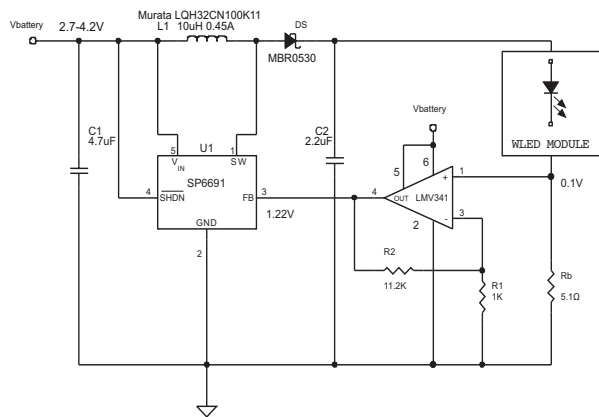 Murata LQH32CN100K11
L1 10uH 0.45A
DS
Vbattery
2.7-4.2V
MBR0530
C1
4.7uF
U1
5
1
V IN
SW
SP6691
4
SHDN
FB
3
GND
2
1.22V
C2
2.2uF
Vbattery
5
6
4
OUT
LMV341
+
-
1
3
2
0.1V
WLED MODULE
R2
11.2K
R1
1K
Rb
5.1Ω